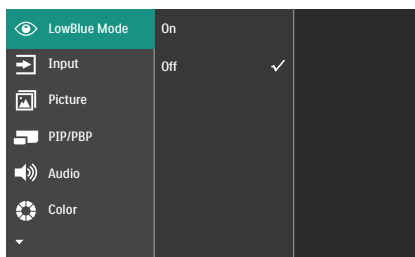 LowBlue Mode
On
Input
Off
Picture
PIP/PBP
Audio
Color